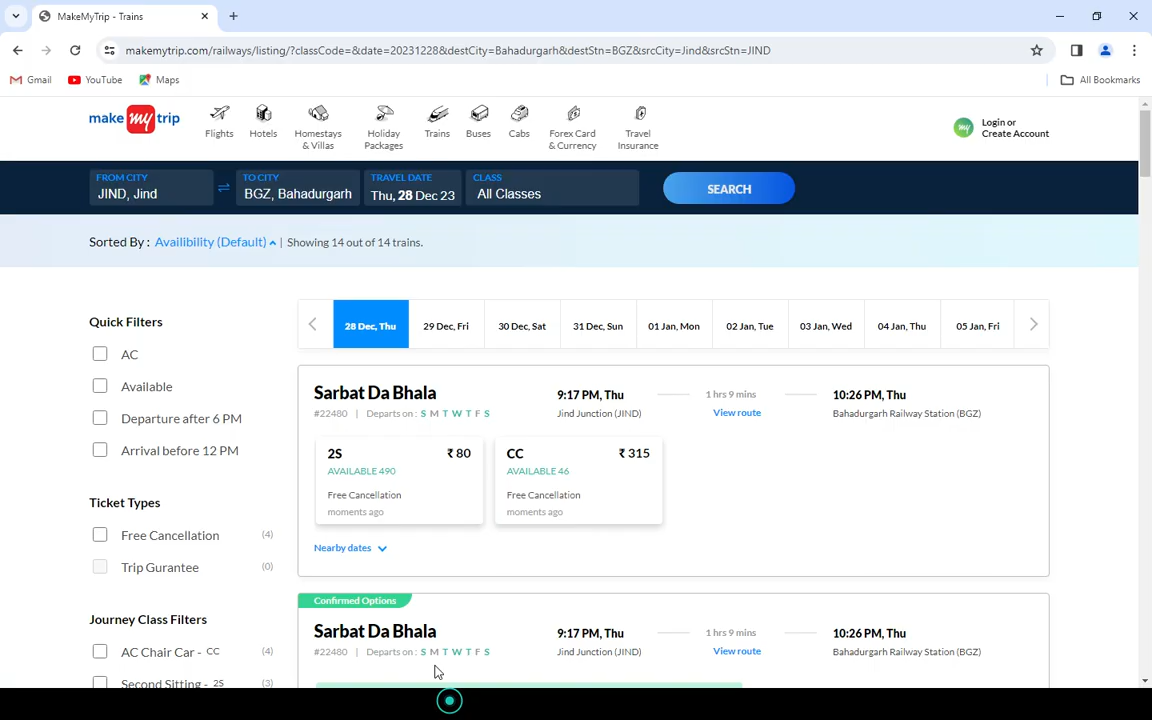 MakeMyTrip - Trains
makemytrip.com/railways/listing/?classCode=&date=20231228&destCity=Bahadurgarh&destStn=BGZ&srcCity=Jind&srcStn=JIND
Gmail YouTube Maps All Bookmarks
make my trip
Flights Hotels Homestays & Villas Holiday Packages Trains Buses Cabs Forex Card & Currency Travel Insurance
my Login or Create Account
FROM CITY TO CITY TRAVEL DATE CLASS
JIND, Jind BGZ, Bahadurgarh Thu, 28 Dec 23 All Classes SEARCH
Sorted By : Availibility (Default) | Showing 14 out of 14 trains.
Quick Filters
AC
Available
Departure after 6 PM
Arrival before 12 PM
Ticket Types
Free Cancellation (4)
Trip Gurantee (0)
Journey Class Filters
AC Chair Car - CC (4)
Second Sitting - 2S (3)
28 Dec, Thu 29 Dec, Fri 30 Dec, Sat 31 Dec, Sun 01 Jan, Mon 02 Jan, Tue 03 Jan, Wed 04 Jan, Thu 05 Jan, Fri
Sarbat Da Bhala 9:17 PM, Thu 1 hr 9 mins 10:26 PM, Thu
#22480 | Departs on : S M T W T F S Jind Junction (JIND) View route Bahadurgarh Railway Station (BGZ)
2S ₹ 80 CC ₹ 315
AVAILABLE 490 AVAILABLE 46
Free Cancellation Free Cancellation
moments ago moments ago
Nearby dates
Confirmed Options
Sarbat Da Bhala 9:17 PM, Thu 1 hr 9 mins 10:26 PM, Thu
#22480 | Departs on : S M T W T F S Jind Junction (JIND) View route Bahadurgarh Railway Station (BGZ)